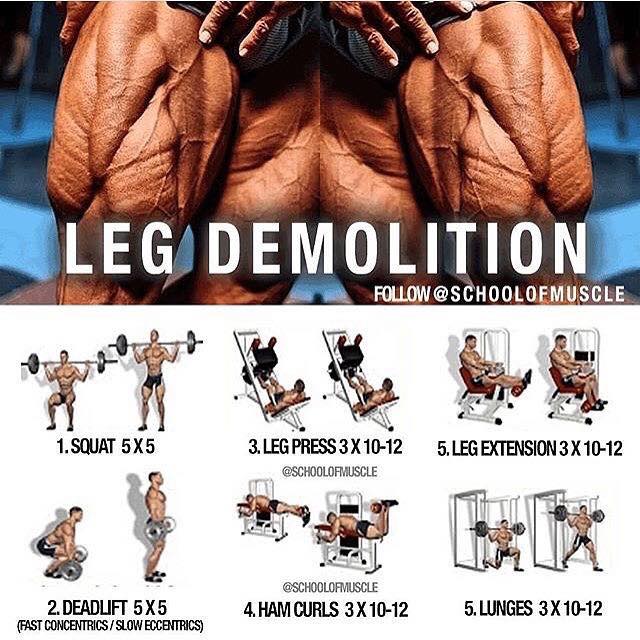 LEG DEMOLITION
FOLLOW @SCHOOLOFMUSCLE
1. SQUAT 5 X 5
2. DEADLIFT 5 X 5
(FAST CONCENTRICS / SLOW ECCENTRICS)
3. LEG PRESS 3 X 10-12
@SCHOOLOFMUSCLE
@SCHOOLOFMUSCLE
4. HAM CURLS 3 X 10-12
5. LEG EXTENSION 3 X 10-12
5. LUNGES 3 X 10-12